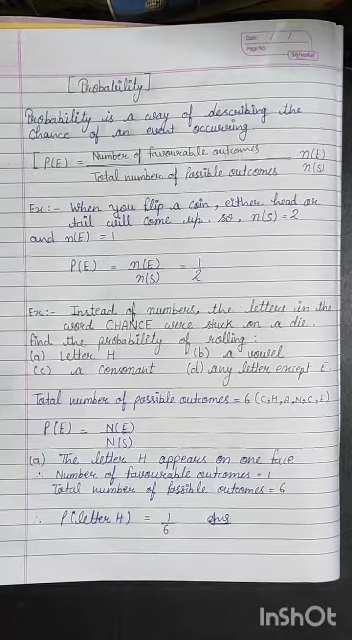 Date: / /
Page No.
[Probability]
Probability is a way of describing the
chance of an event occurring.
[P(E) = Number of favourable outcomes n(E)
Total number of Possible outcomes n(S)
Ex:- When you flip a coin, either head or
tail will come up. so, n(s) = 2
and n(E) = 1
P(E) = n(E) = 1
n(s) 2
Ex:- Instead of numbers, the letters in the
word CHANCE were stuck on a die.
find the probability of rolling:
(a) Letter H (b) a vowel
(c) a consonant (d) any letter except E.
Total number of possible outcomes = 6 (C,H,A,N,C,E)
P(E) = N(E)
N(S)
(a) The letter H appears on one face
∴ Number of favourable outcomes = 1
Total number of possible outcomes = 6
∴ P(letter H) = 1 Ans
6
InShOt